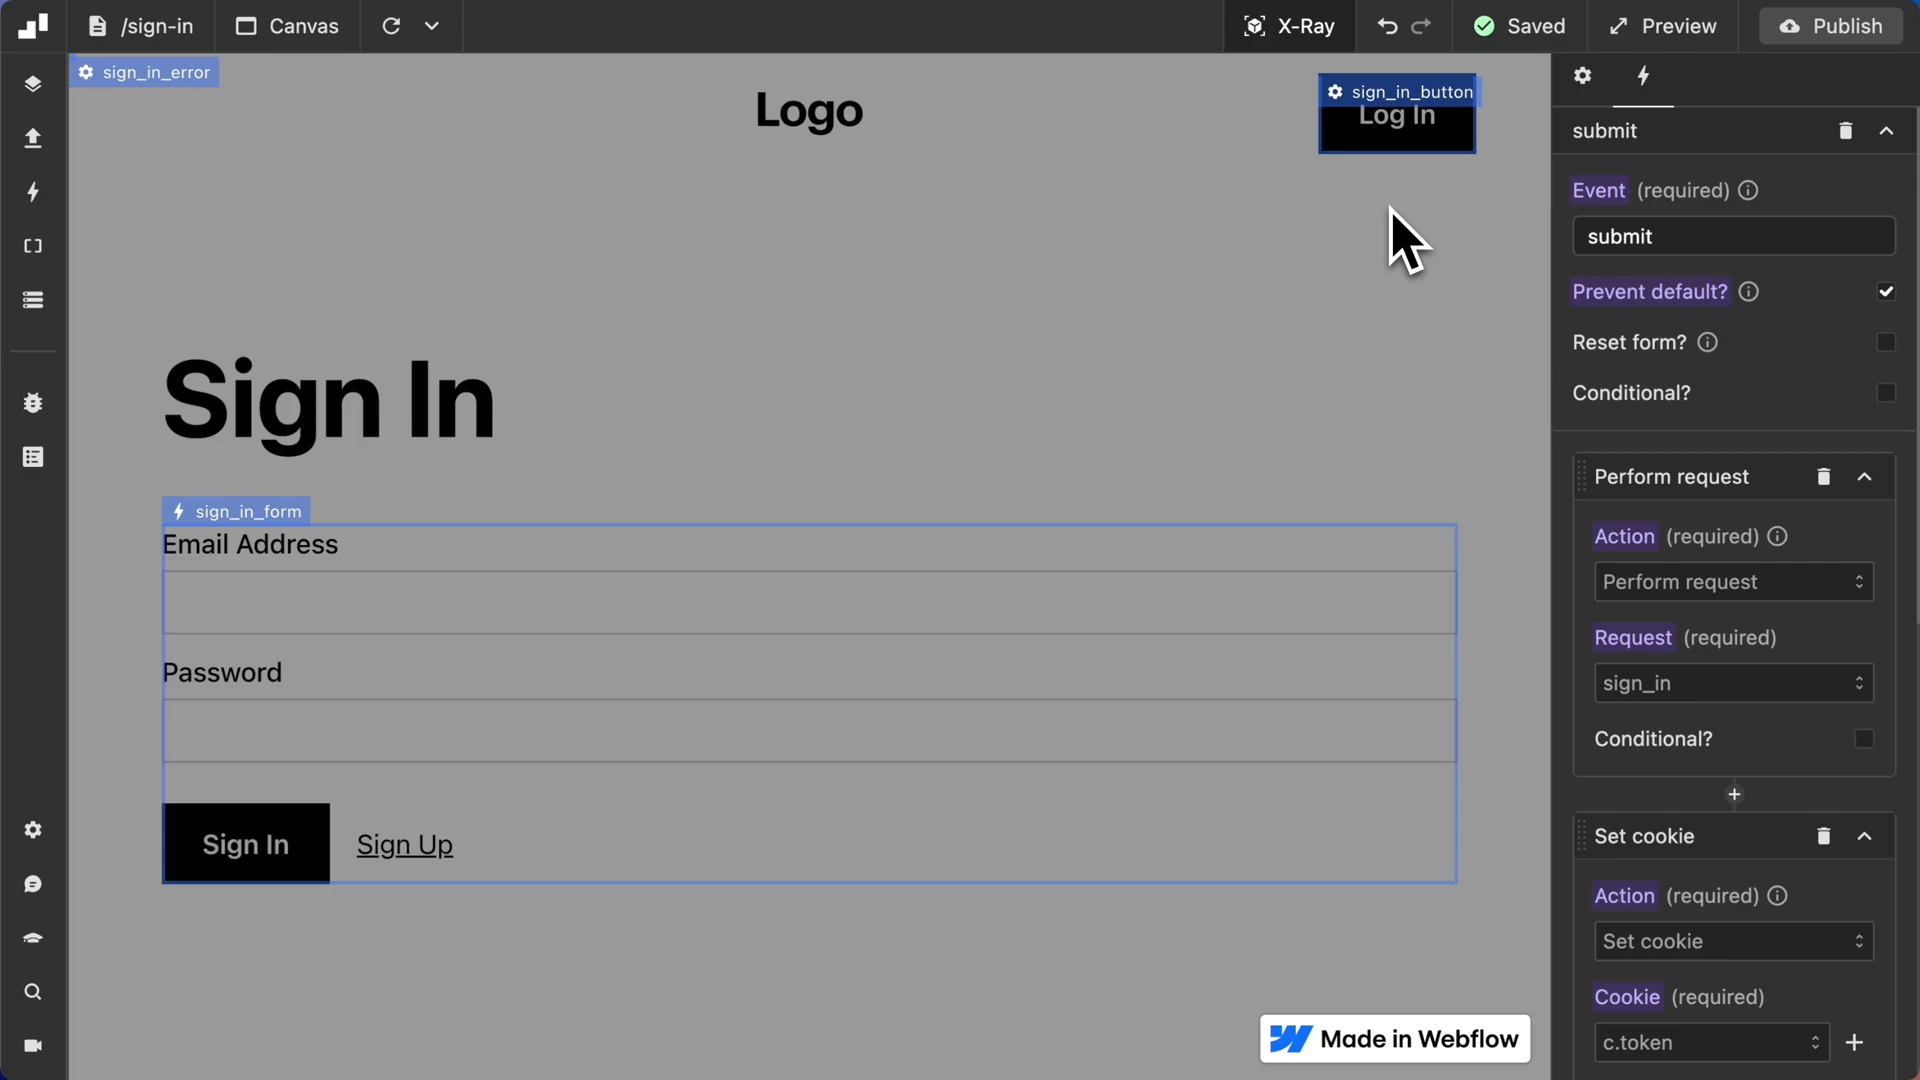 /sign-in
Canvas
X-Ray
Saved
Preview
Publish
sign_in_error
Logo
sign_in_button
Log In
Sign In
sign_in_form
Email Address
Password
Sign In
Sign Up
Made in Webflow
submit
Event (required)
submit
Prevent default?
Reset form?
Conditional?
Perform request
Action (required)
Perform request
Request (required)
sign_in
Conditional?
Set cookie
Action (required)
Set cookie
Cookie (required)
c.token